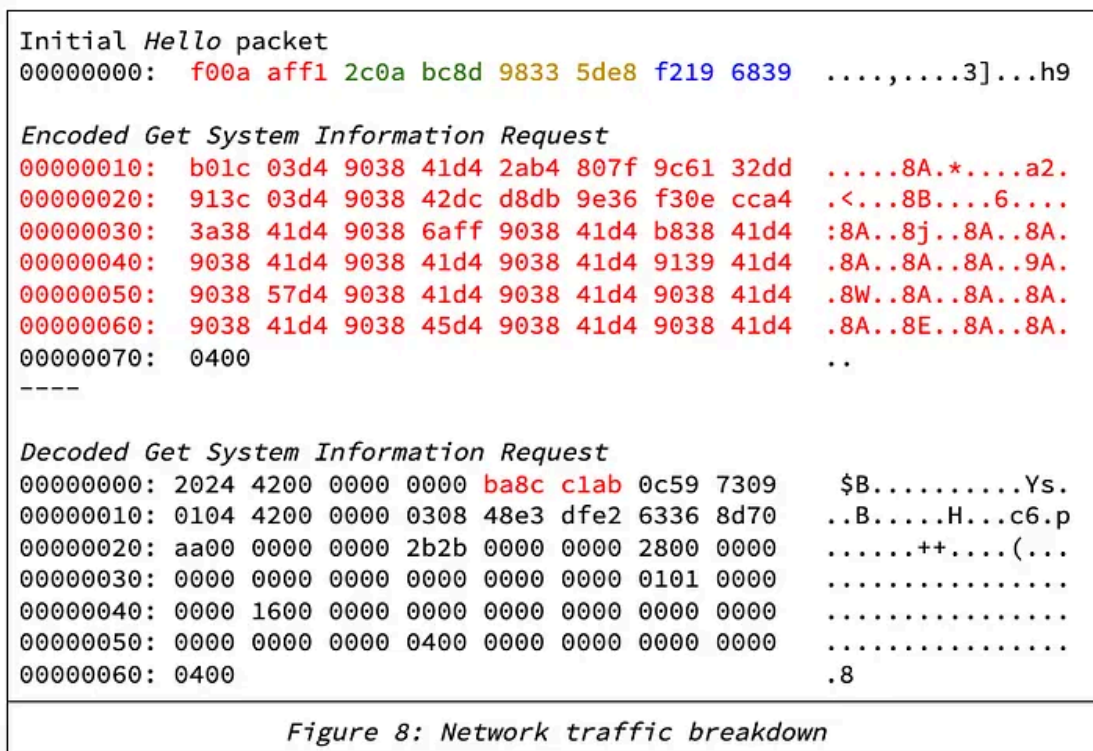 Initial Hello packet
00000000:  f00a aff1 2c0a bc8d 9833 5de8 f219 6839  ....,....3]...h9
Encoded Get System Information Request
00000010:  b01c 03d4 9038 41d4 2ab4 807f 9c61 32dd  .....8A.*....a2.
00000020:  913c 03d4 9038 42dc d8db 9e36 f30e cca4  .<...8B....6....
00000030:  3a38 41d4 9038 6aff 9038 41d4 b838 41d4  :8A..8j..8A..8A.
00000040:  9038 41d4 9038 41d4 9038 41d4 9139 41d4  .8A..8A..8A..9A.
00000050:  9038 57d4 9038 41d4 9038 41d4 9038 41d4  .8W..8A..8A..8A.
00000060:  9038 41d4 9038 45d4 9038 41d4 9038 41d4  .8A..8E..8A..8A.
00000070:  0400  ..
----
Decoded Get System Information Request
00000000: 2024 4200 0000 0000 ba8c c1ab 0c59 7309   $B..........Ys.
00000010: 0104 4200 0000 0308 48e3 dfe2 6336 8d70  ..B.....H...c6.p
00000020: aa00 0000 0000 2b2b 0000 0000 2800 0000  ......++....(...
00000030: 0000 0000 0000 0000 0000 0000 0101 0000  ................
00000040: 0000 1600 0000 0000 0000 0000 0000 0000  ................
00000050: 0000 0000 0000 0400 0000 0000 0000 0000  ................
00000060: 0400  .8
Figure 8: Network traffic breakdown